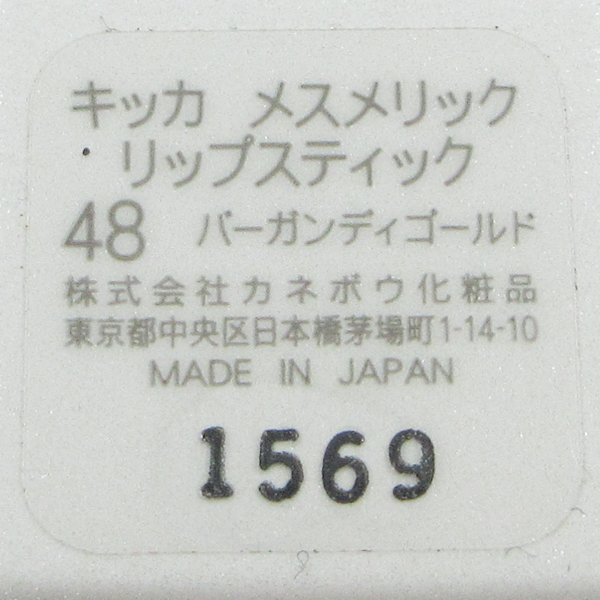 キッカ メスメリック
リップスティック
48 バーガンディゴールド
株式会社カネボウ化粧品
東京都中央区日本橋茅場町1-14-10
MADE IN JAPAN
1569